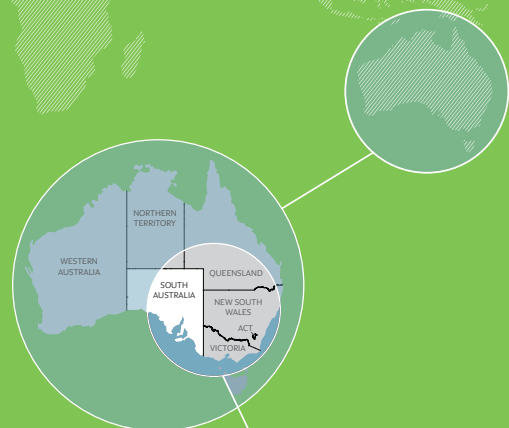 NORTHERN
TERRITORY
WESTERN
AUSTRALIA
QUEENSLAND
SOUTH
AUSTRALIA
NEW SOUTH
WALES
ACT
VICTORIA